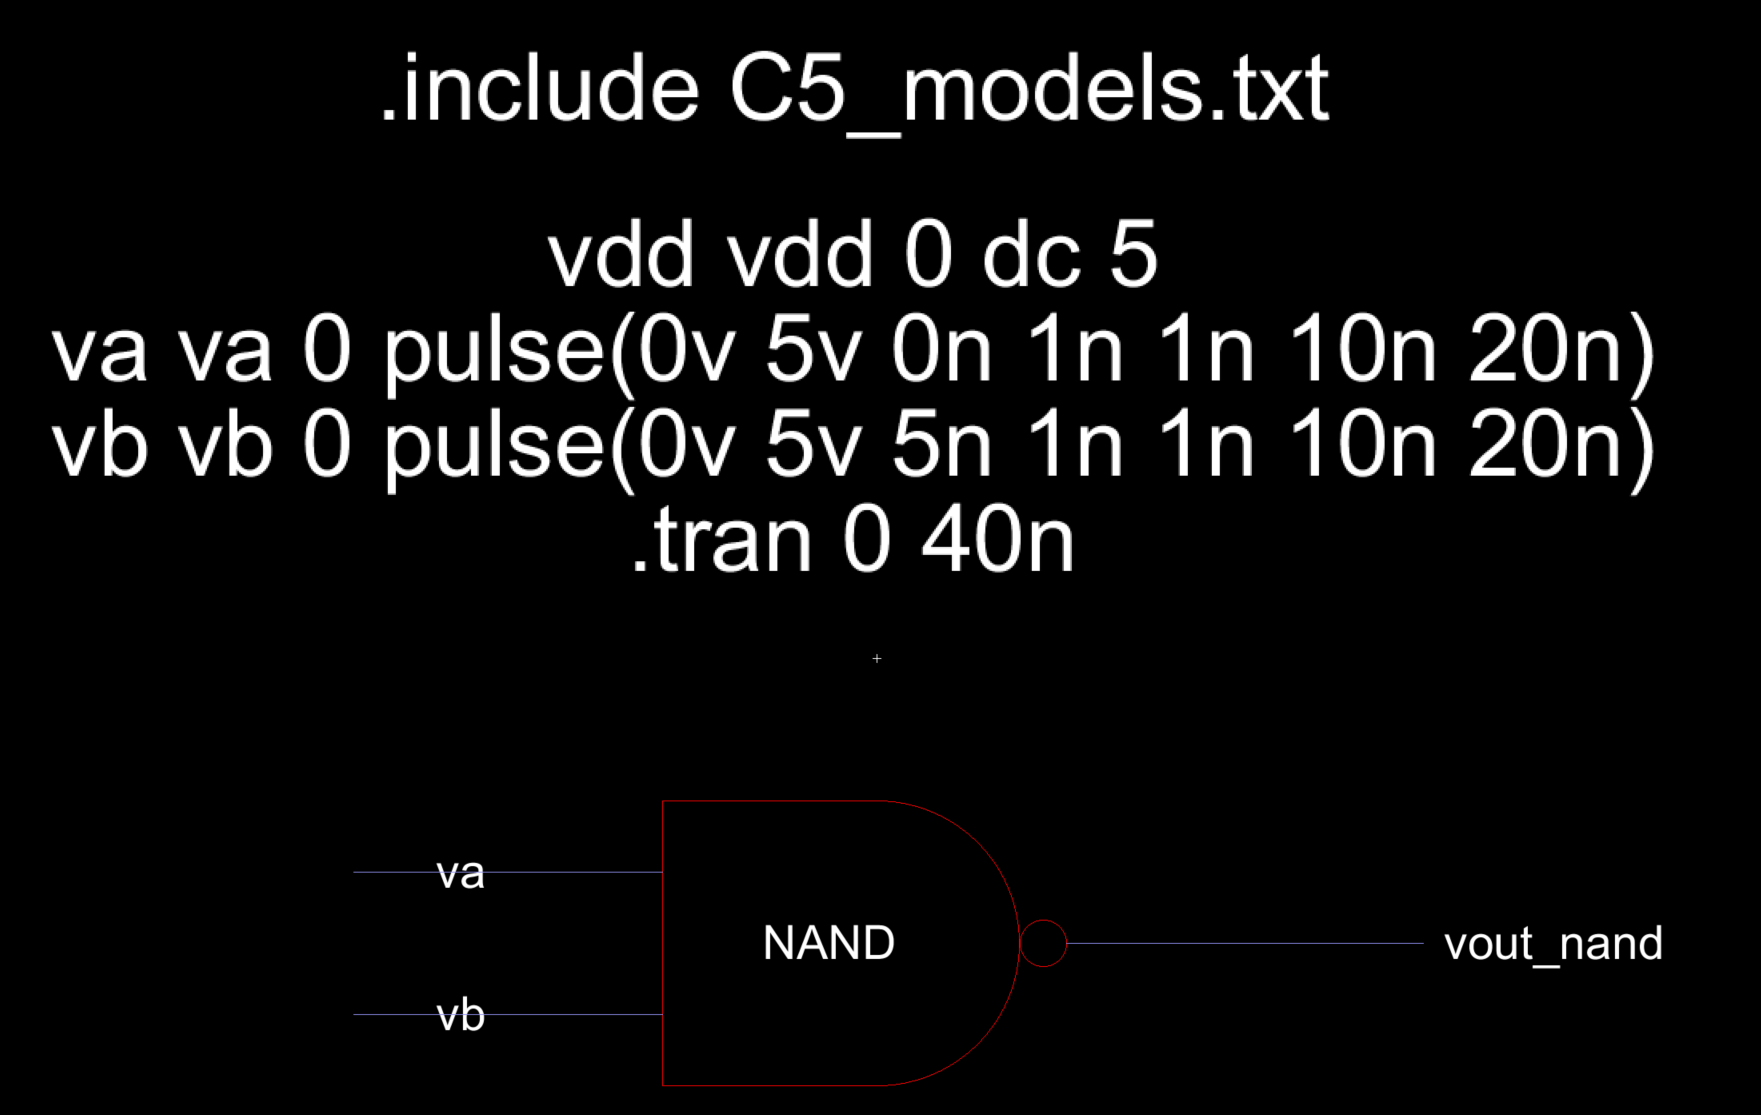 .include C5_models.txt
vdd vdd 0 dc 5
va va 0 pulse(0v 5v 0n 1n 1n 10n 20n)
vb vb 0 pulse(0v 5v 5n 1n 1n 10n 20n)
.tran 0 40n
va
NAND
vout_nand
vb